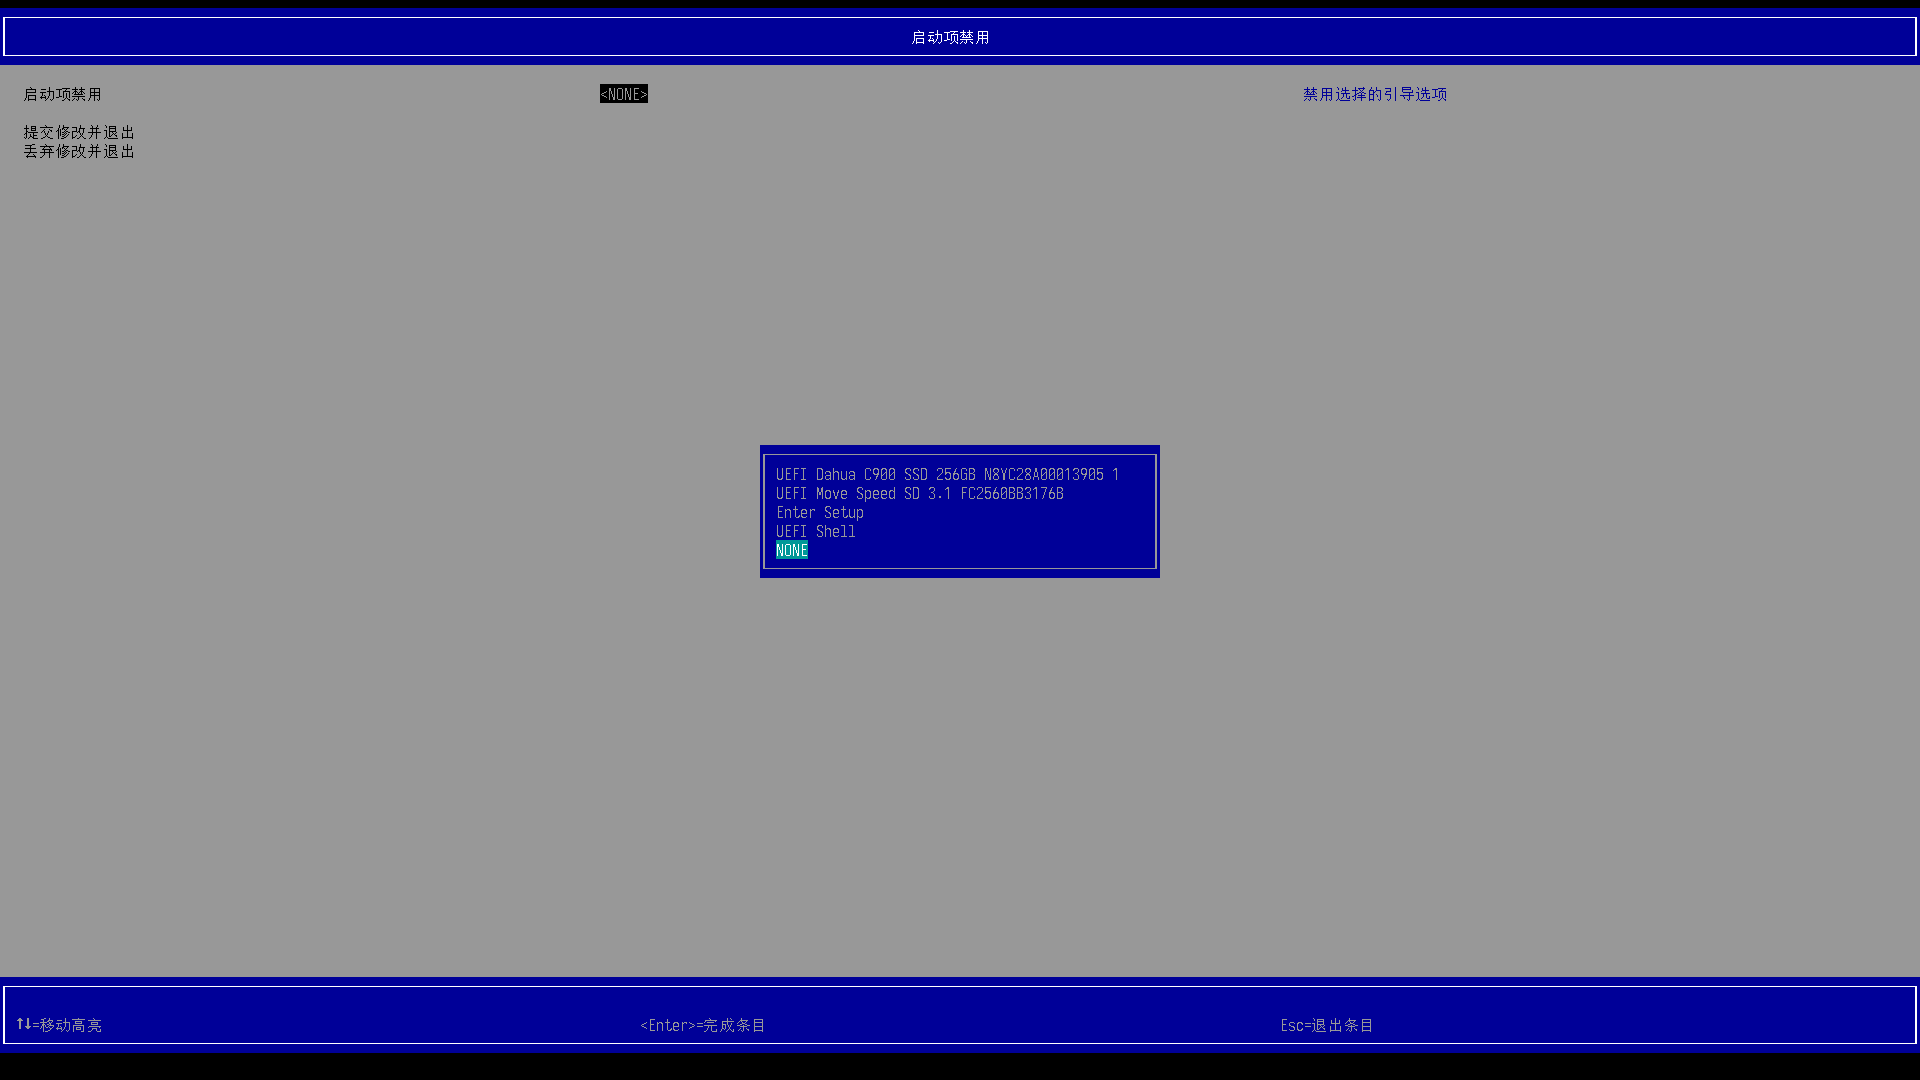 启动项禁用
启动项禁用 <NONE> 禁用选择的引导选项
提交修改并退出
丢弃修改并退出
UEFI Dahua C900 SSD 256GB N8YC28A00013905 1
UEFI Move Speed SD 3.1 FC2560BB3176B
Enter Setup
UEFI Shell
NONE
↑↓=移动高亮 <Enter>=完成条目 Esc=退出条目